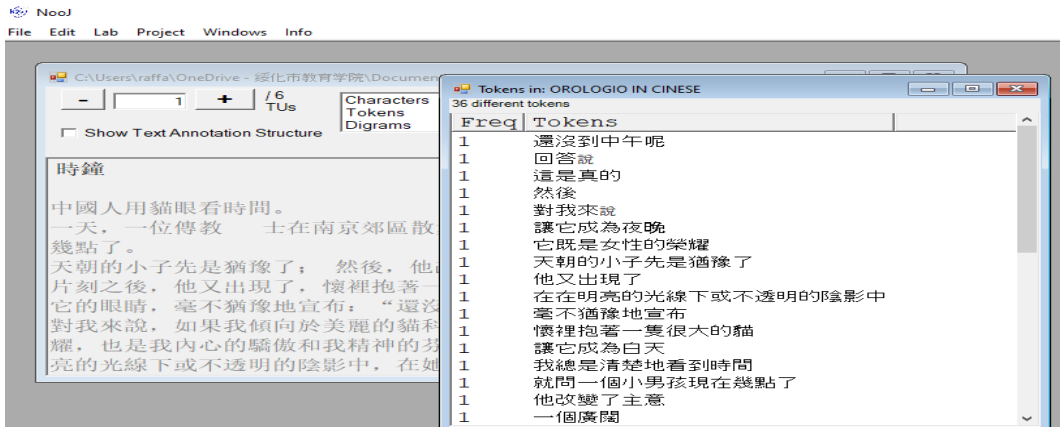 NooJ
File Edit Lab Project Windows Info
C:\Users\raffa\OneDrive - 綏化市教育学院\Documen
- 1 + / 6 TUs
Characters
Tokens
Digrams
Show Text Annotation Structure
時鐘
中國人用貓眼看時間。
一天，一位傳教 士在南京郊區散
幾點了。
天朝的小子先是猶豫了； 然後，他
片刻之後，他又出現了，懷裡抱著一
它的眼睛，毫不猶豫地宣布：“還沒
對我來說，如果我傾向於美麗的貓科
耀，也是我內心的驕傲和我精神的芬
亮的光線下或不透明的陰影中，在她
Tokens in: OROLOGIO IN CINESE
36 different tokens
Freq Tokens
1 還沒到中午呢
1 回答說
1 這是真的
1 然後
1 對我來說
1 讓它成為夜晚
1 它既是女性的榮耀
1 天朝的小子先是猶豫了
1 他又出現了
1 在在明亮的光線下或不透明的陰影中
1 毫不猶豫地宣布
1 懷裡抱著一隻很大的貓
1 讓它成為白天
1 我總是清楚地看到時間
1 就問一個小男孩現在幾點了
1 他改變了主意
1 一個廣闊